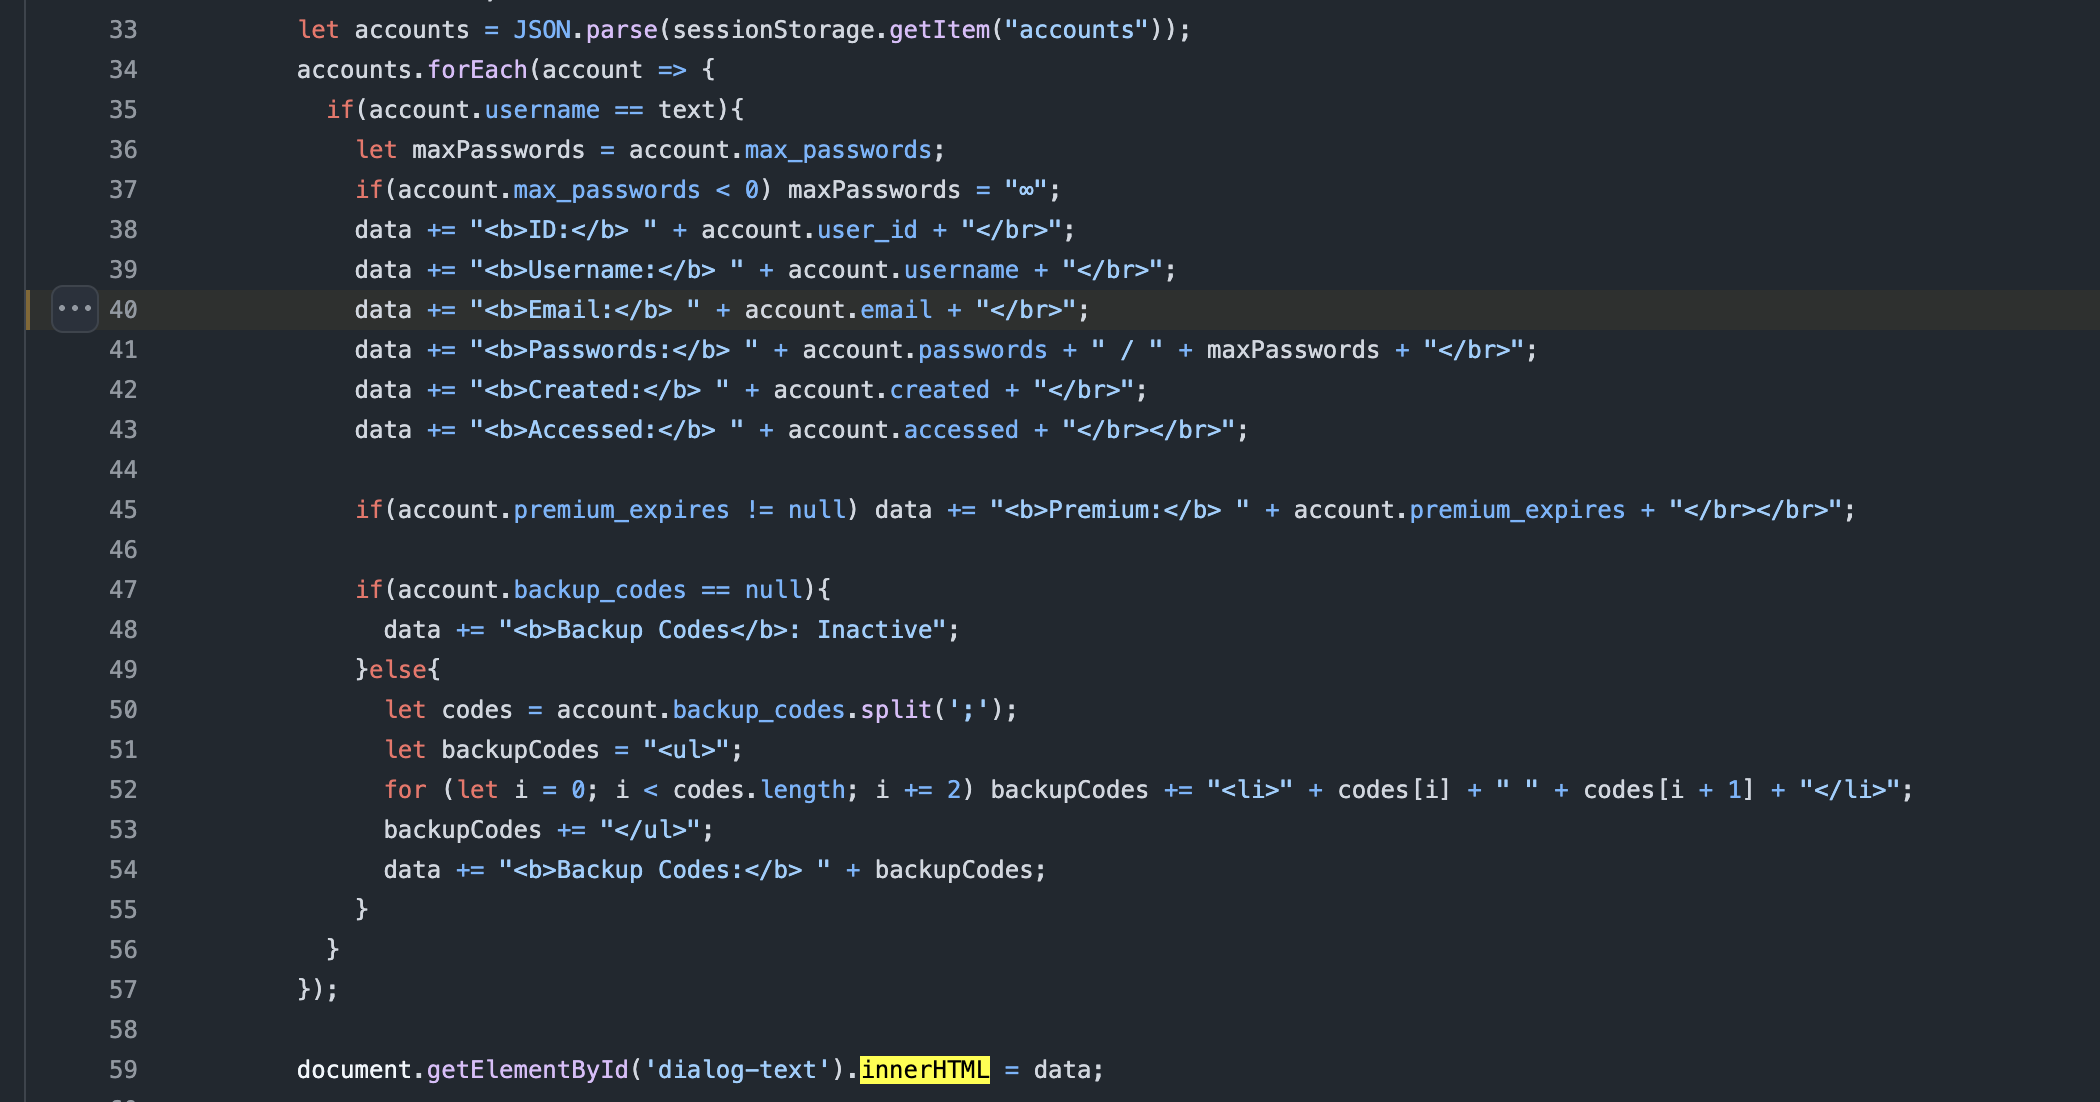 33 let accounts = JSON.parse(sessionStorage.getItem("accounts"));
34 accounts.forEach(account => {
35 if(account.username == text){
36 let maxPasswords = account.max_passwords;
37 if(account.max_passwords < 0) maxPasswords = "∞";
38 data += "<b>ID:</b> " + account.user_id + "</br>";
39 data += "<b>Username:</b> " + account.username + "</br>";
40 data += "<b>Email:</b> " + account.email + "</br>";
41 data += "<b>Passwords:</b> " + account.passwords + " / " + maxPasswords + "</br>";
42 data += "<b>Created:</b> " + account.created + "</br>";
43 data += "<b>Accessed:</b> " + account.accessed + "</br></br>";
44
45 if(account.premium_expires != null) data += "<b>Premium:</b> " + account.premium_expires + "</br></br>";
46
47 if(account.backup_codes == null){
48 data += "<b>Backup Codes</b>: Inactive";
49 }else{
50 let codes = account.backup_codes.split(';');
51 let backupCodes = "<ul>";
52 for (let i = 0; i < codes.length; i += 2) backupCodes += "<li>" + codes[i] + " " + codes[i + 1] + "</li>";
53 backupCodes += "</ul>";
54 data += "<b>Backup Codes:</b> " + backupCodes;
55 }
56 }
57 });
58
59 document.getElementById('dialog-text').innerHTML = data;